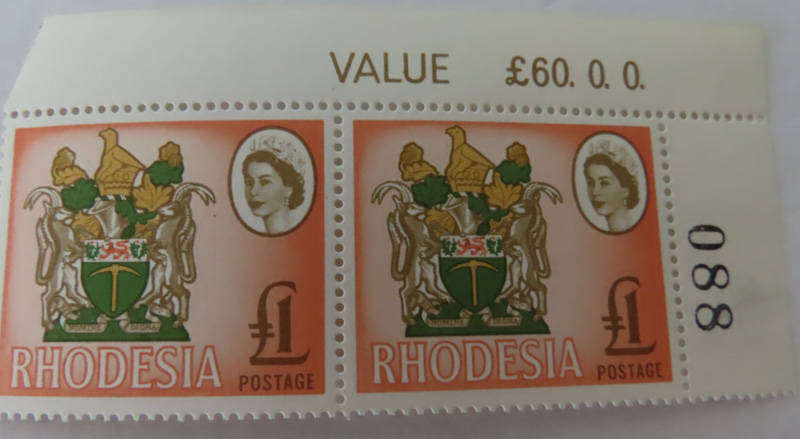 VALUE £60. 0. 0.
£1
RHODESIA POSTAGE
£1
RHODESIA POSTAGE
088